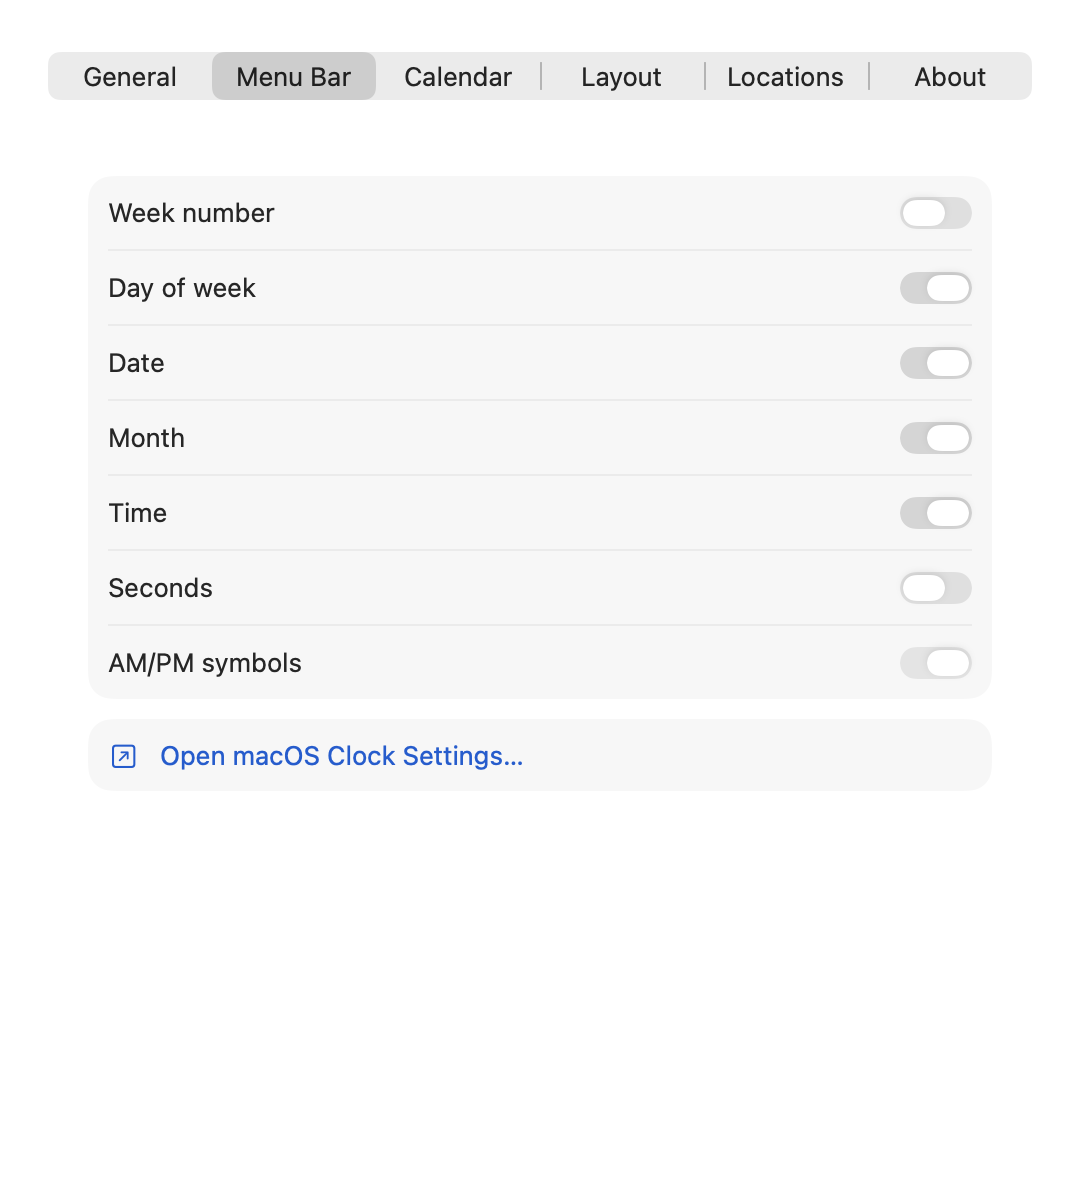 General Menu Bar Calendar Layout Locations About
Week number
Day of week
Date
Month
Time
Seconds
AM/PM symbols
Open macOS Clock Settings...